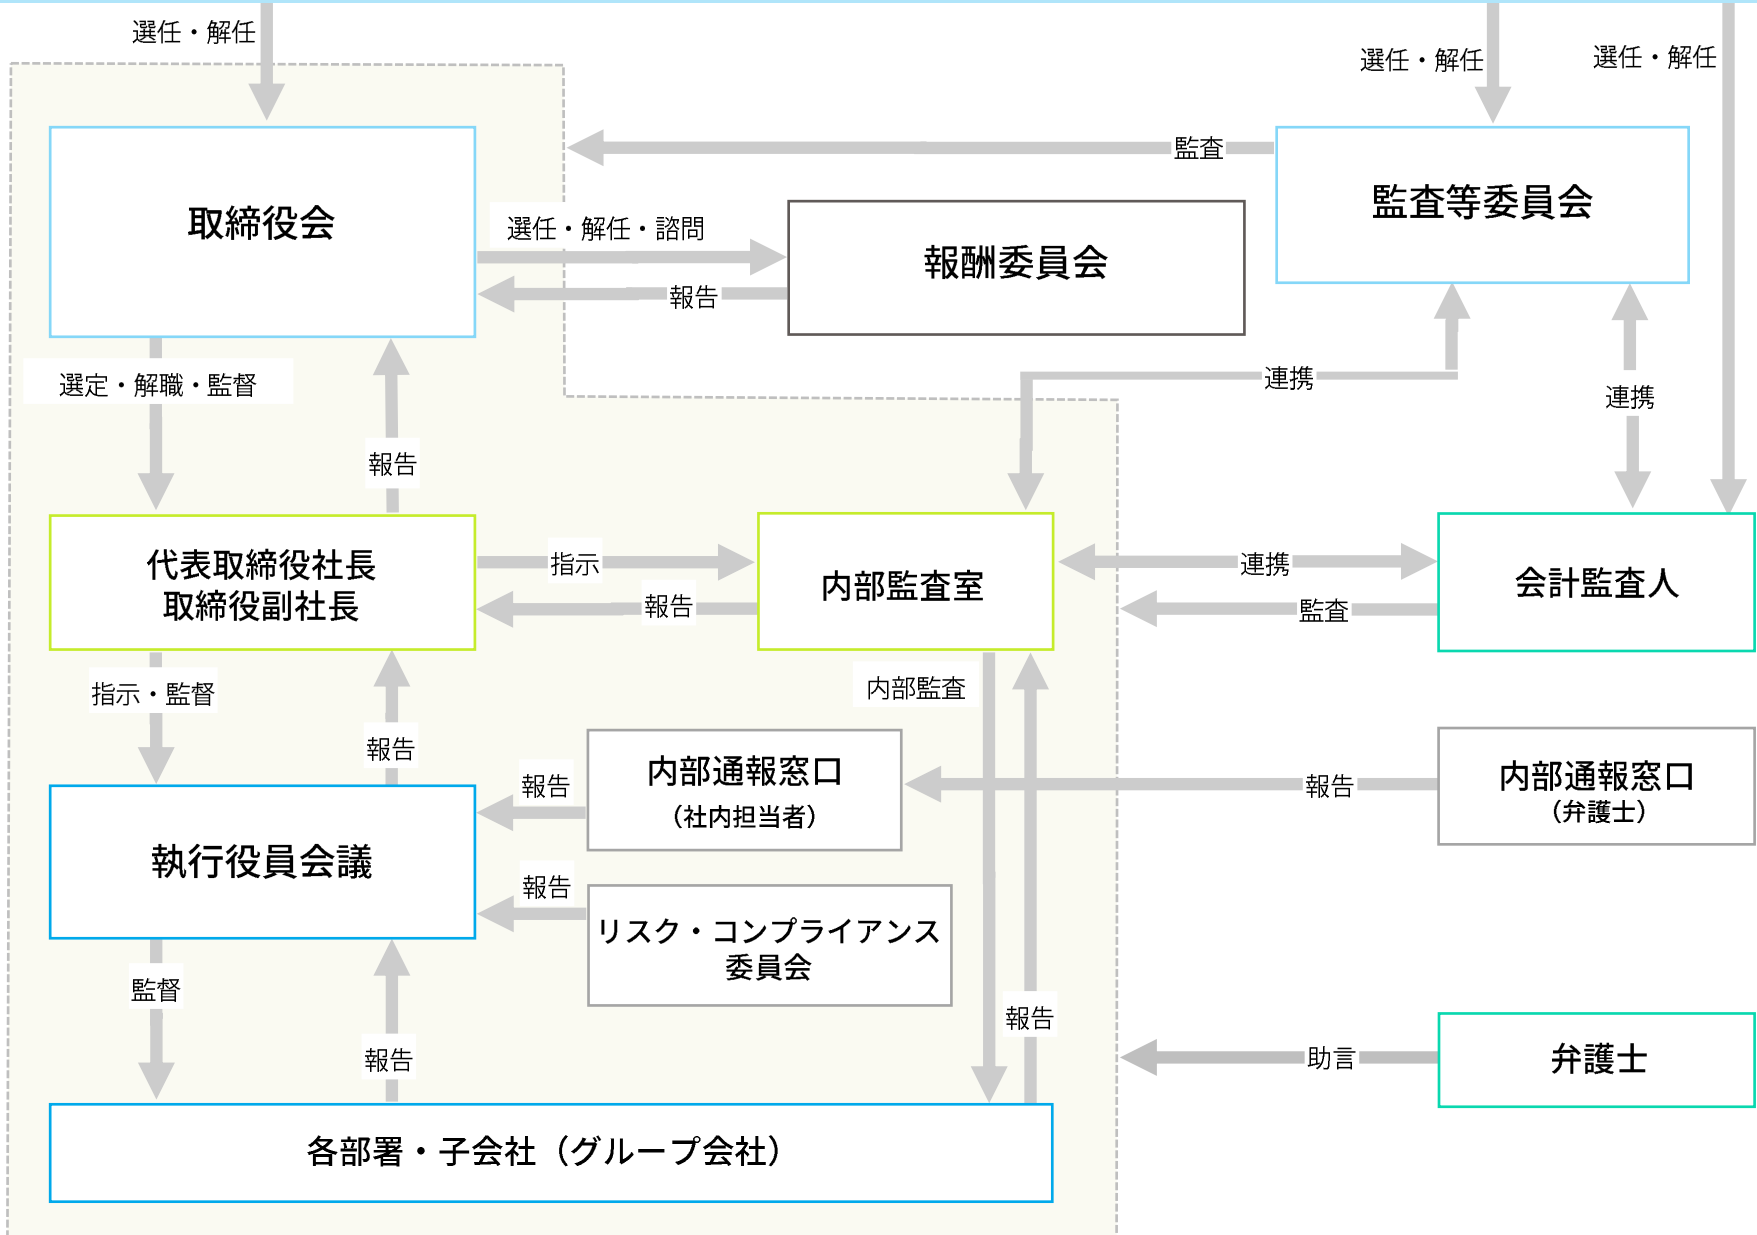 選任・解任
選任・解任
選任・解任
監査
取締役会
監査等委員会
選任・解任・諮問
報酬委員会
報告
選定・解職・監督
連携
連携
報告
代表取締役社長
取締役副社長
指示
報告
内部監査室
連携
監査
会計監査人
指示・監督
内部監査
報告
内部通報窓口
（社内担当者）
報告
報告
内部通報窓口
（弁護士）
執行役員会議
報告
リスク・コンプライアンス
委員会
監督
報告
報告
助言
弁護士
各部署・子会社（グループ会社）